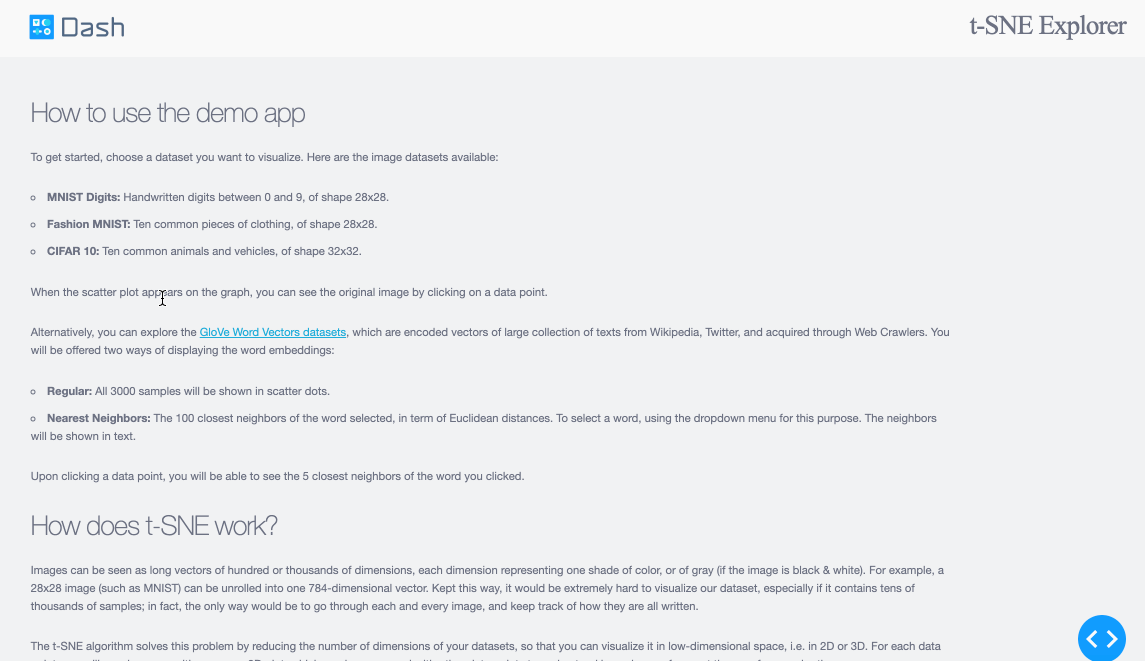 Dash
t-SNE Explorer
How to use the demo app
To get started, choose a dataset you want to visualize. Here are the image datasets available:
MNIST Digits: Handwritten digits between 0 and 9, of shape 28x28.
Fashion MNIST: Ten common pieces of clothing, of shape 28x28.
CIFAR 10: Ten common animals and vehicles, of shape 32x32.
When the scatter plot appears on the graph, you can see the original image by clicking on a data point.
Alternatively, you can explore the GloVe Word Vectors datasets, which are encoded vectors of large collection of texts from Wikipedia, Twitter, and acquired through Web Crawlers. You
will be offered two ways of displaying the word embeddings:
Regular: All 3000 samples will be shown in scatter dots.
Nearest Neighbors: The 100 closest neighbors of the word selected, in term of Euclidean distances. To select a word, using the dropdown menu for this purpose. The neighbors
will be shown in text.
Upon clicking a data point, you will be able to see the 5 closest neighbors of the word you clicked.
How does t-SNE work?
Images can be seen as long vectors of hundred or thousands of dimensions, each dimension representing one shade of color, or of gray (if the image is black & white). For example, a
28x28 image (such as MNIST) can be unrolled into one 784-dimensional vector. Kept this way, it would be extremely hard to visualize our dataset, especially if it contains tens of
thousands of samples; in fact, the only way would be to go through each and every image, and keep track of how they are all written.
The t-SNE algorithm solves this problem by reducing the number of dimensions of your datasets, so that you can visualize it in low-dimensional space, i.e. in 2D or 3D. For each data